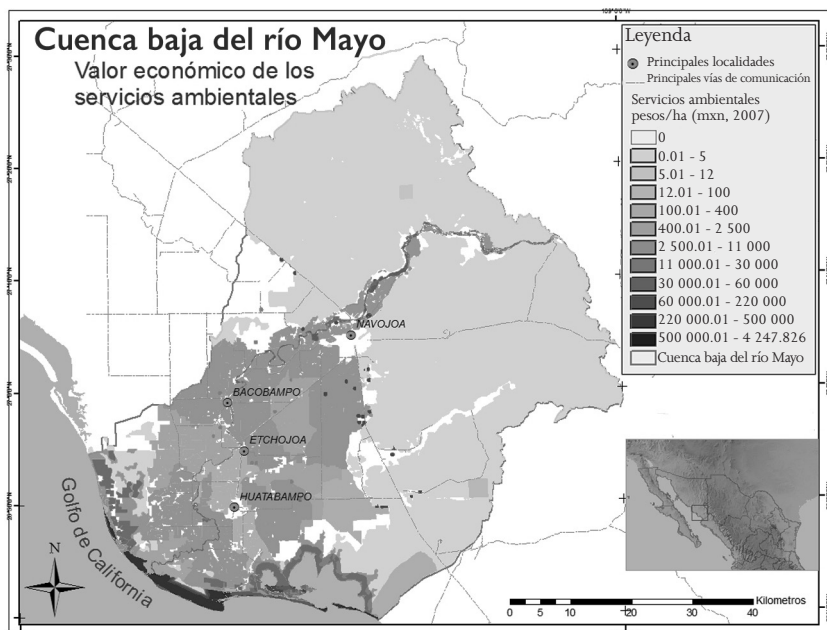 Cuenca baja del río Mayo
Valor económico de los
servicios ambientales
Leyenda
Principales localidades
Principales vías de comunicación
Servicios ambientales
pesos/ha (mxn, 2007)
0
0.01 - 5
5.01 - 12
12.01 - 100
100.01 - 400
400.01 - 2 500
2 500.01 - 11 000
11 000.01 - 30 000
30 000.01 - 60 000
60 000.01 - 220 000
220 000.01 - 500 000
500 000.01 - 4 247.826
Cuenca baja del río Mayo
NAVOJOA
BACOBAMPO
ETCHOJOA
HUATABAMPO
Golfo de California
N
0 5 10 20 30 40 Kilometros